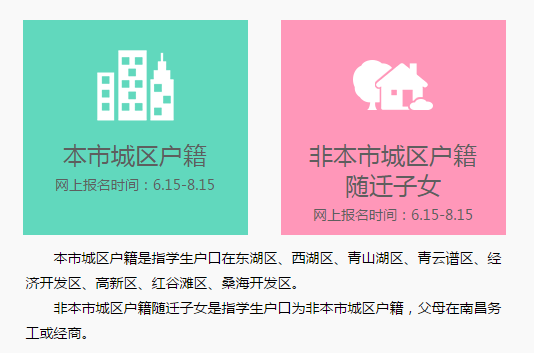 本市城区户籍
网上报名时间：6.15-8.15
非本市城区户籍
随迁子女
网上报名时间：6.15-8.15
本市城区户籍是指学生户口在东湖区、西湖区、青山湖区、青云谱区、经
济开发区、高新区、红谷滩区、桑海开发区。
非本市城区户籍随迁子女是指学生户口为非本市城区户籍，父母在南昌务
工或经商。